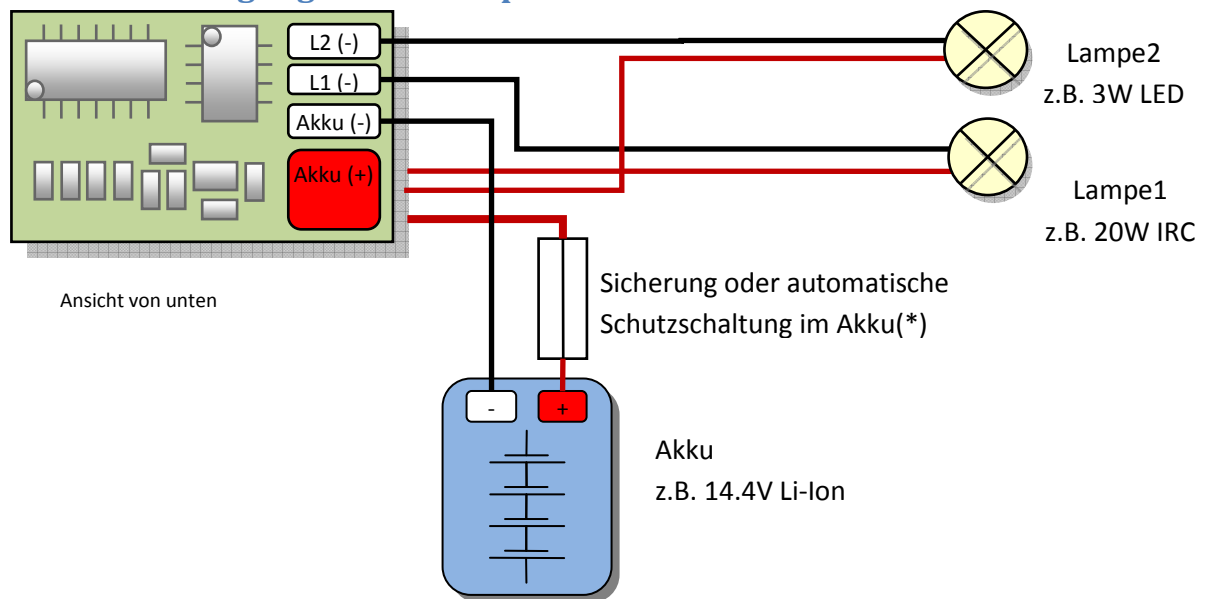 L2 (-)
L1 (-)
Akku (-)
Akku (+)
Lampe2
z.B. 3W LED
Lampe1
z.B. 20W IRC
Ansicht von unten
Sicherung oder automatische
Schutzschaltung im Akku(*)
- +
Akku
z.B. 14.4V Li-Ion